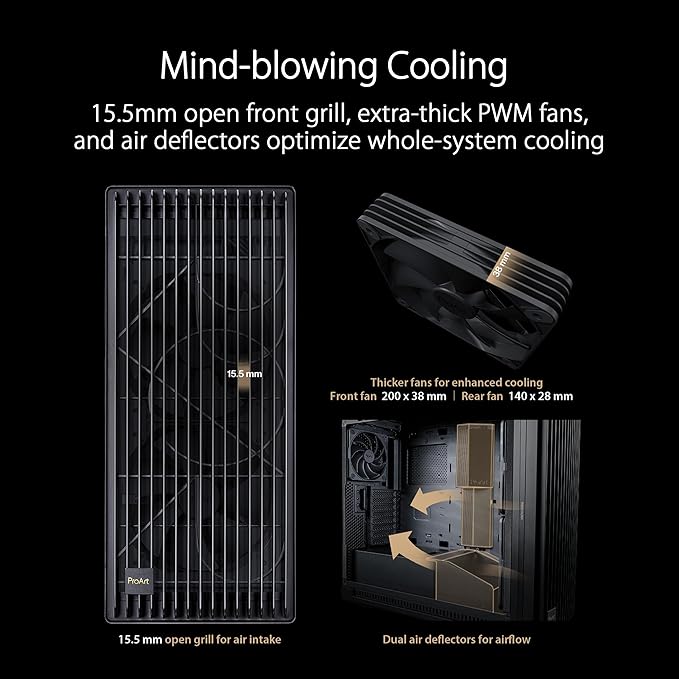 Mind-blowing Cooling
15.5mm open front grill, extra-thick PWM fans,
and air deflectors optimize whole-system cooling
15.5 mm
ProArt
15.5 mm open grill for air intake
38 mm
Thicker fans for enhanced cooling
Front fan 200 x 38 mm | Rear fan 140 x 28 mm
Dual air deflectors for airflow